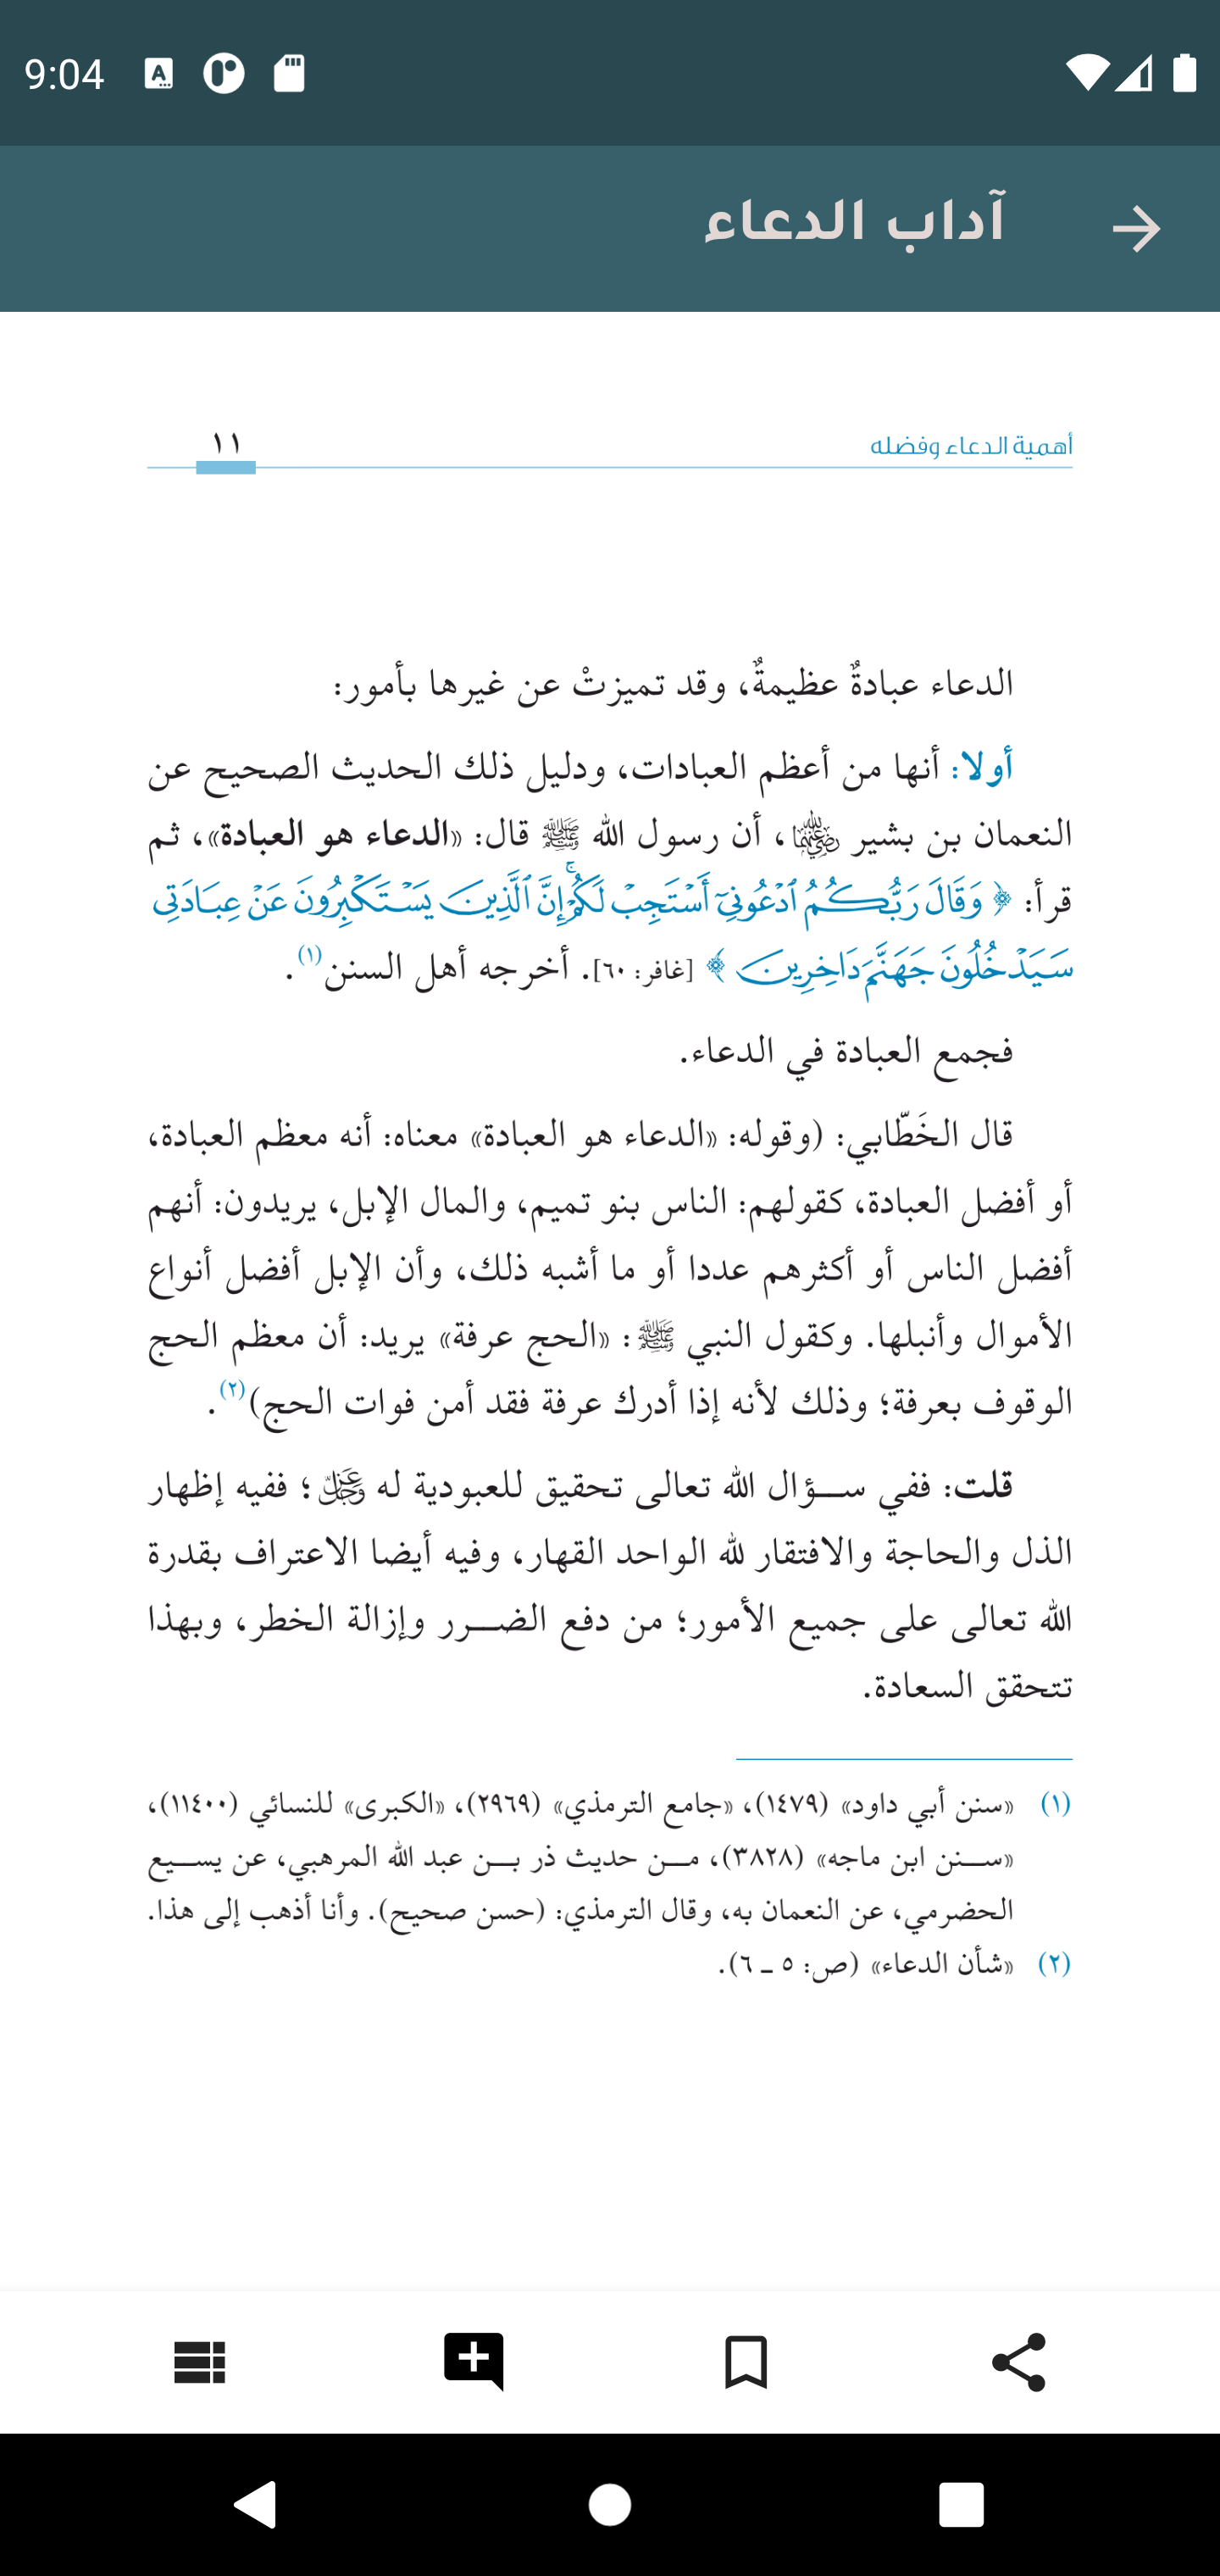 9:04
آداب الدعاء
أهمية الدعاء وفضله ١١
الدعاء عبادةٌ عظيمةٌ، وقد تميزتْ عن غيرها بأمور:
أولا: أنها من أعظم العبادات، ودليل ذلك الحديث الصحيح عن
النعمان بن بشير رضي الله عنهما، أن رسول الله ﷺ قال: «الدعاء هو العبادة»، ثم
قرأ: ﴿وَقَالَ رَبُّكُمُ ٱدْعُونِيٓ أَسْتَجِبْ لَكُمْۚ إِنَّ ٱلَّذِينَ يَسْتَكْبِرُونَ عَنْ عِبَادَتِي
سَيَدْخُلُونَ جَهَنَّمَ دَاخِرِينَ﴾ [غافر: ٦٠]. أخرجه أهل السنن(١).
فجمع العبادة في الدعاء.
قال الخَطّابي: (وقوله: «الدعاء هو العبادة» معناه: أنه معظم العبادة،
أو أفضل العبادة، كقولهم: الناس بنو تميم، والمال الإبل، يريدون: أنهم
أفضل الناس أو أكثرهم عددا أو ما أشبه ذلك، وأن الإبل أفضل أنواع
الأموال وأنبلها. وكقول النبي ﷺ: «الحج عرفة» يريد: أن معظم الحج
الوقوف بعرفة؛ وذلك لأنه إذا أدرك عرفة فقد أمن فوات الحج)(٢).
قلت: ففي سؤال الله تعالى تحقيق للعبودية له عز وجل؛ ففيه إظهار
الذل والحاجة والافتقار لله الواحد القهار، وفيه أيضا الاعتراف بقدرة
الله تعالى على جميع الأمور؛ من دفع الضرر وإزالة الخطر، وبهذا
تتحقق السعادة.
(١) «سنن أبي داود» (١٤٧٩)، «جامع الترمذي» (٢٩٦٩)، «الكبرى» للنسائي (١١٤٠٠)،
«سنن ابن ماجه» (٣٨٢٨)، من حديث ذر بن عبد الله المرهبي، عن يسيع
الحضرمي، عن النعمان به، وقال الترمذي: (حسن صحيح). وأنا أذهب إلى هذا.
(٢) «شأن الدعاء» (ص: ٥ ـ ٦).